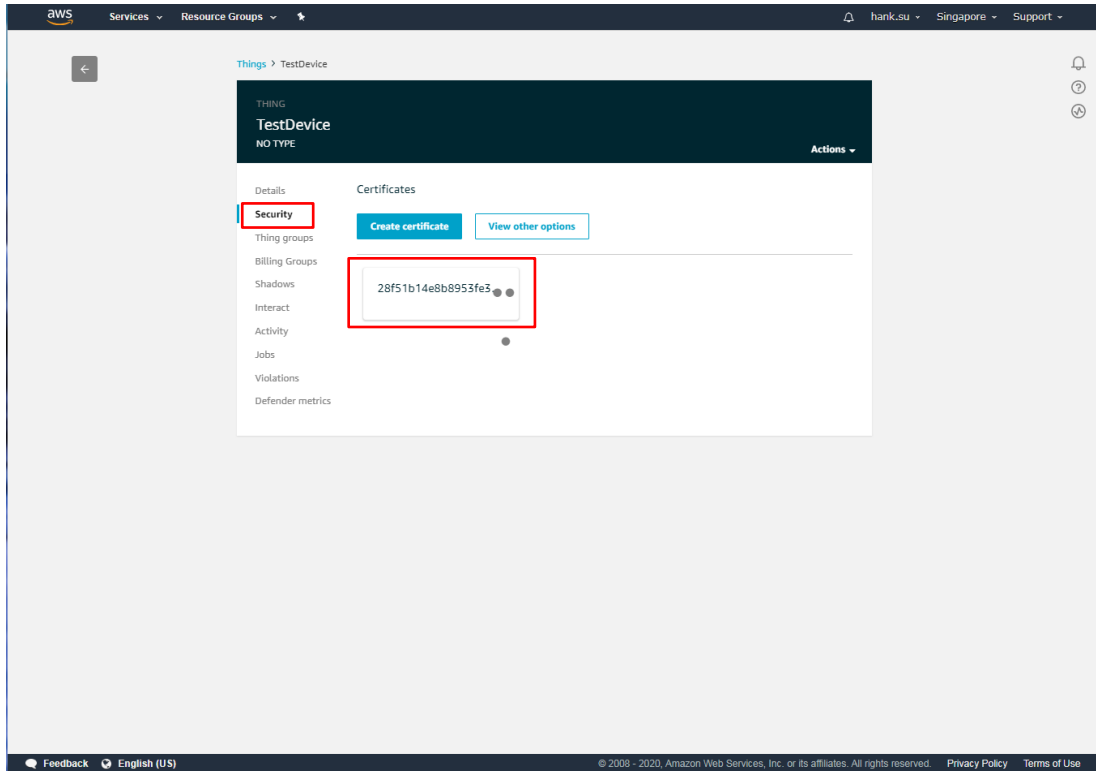 aws Services Resource Groups hank.su Singapore Support
Things > TestDevice
THING
TestDevice
NO TYPE
Actions
Details
Security
Thing groups
Billing Groups
Shadows
Interact
Activity
Jobs
Violations
Defender metrics
Certificates
Create certificate View other options
28f51b14e8b8953fe3...
Feedback English (US) © 2008 - 2020, Amazon Web Services, Inc. or its affiliates. All rights reserved. Privacy Policy Terms of Use